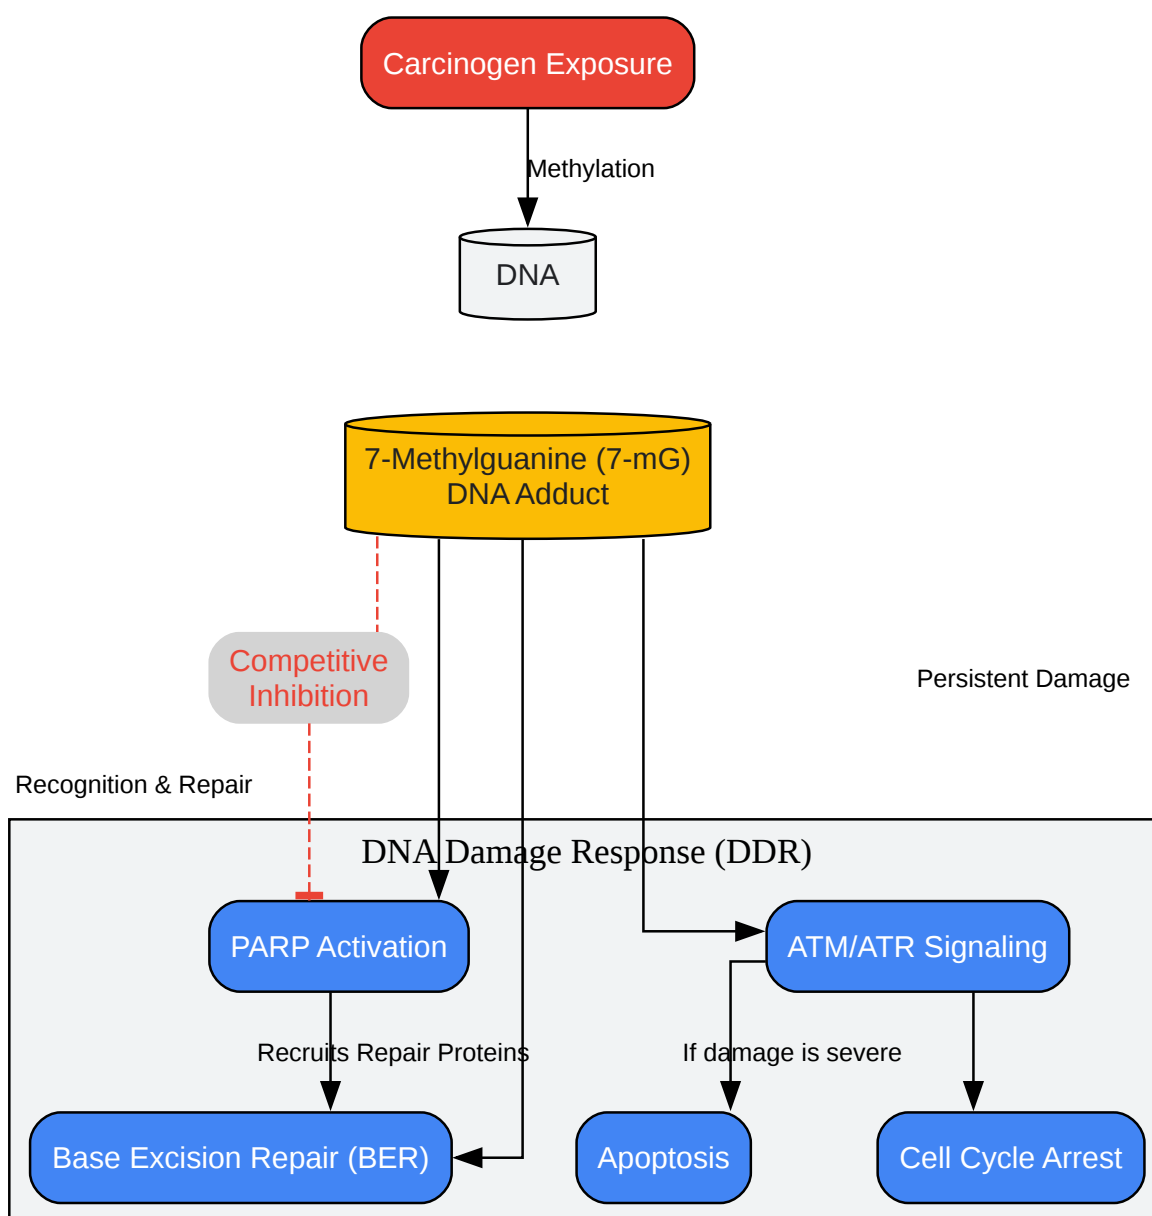 Carcinogen Exposure
Methylation
DNA
7-Methylguanine (7-mG)
DNA Adduct
Competitive
Inhibition
Persistent Damage
Recognition & Repair
DNA Damage Response (DDR)
PARP Activation
ATM/ATR Signaling
Recruits Repair Proteins
If damage is severe
Base Excision Repair (BER)
Apoptosis
Cell Cycle Arrest